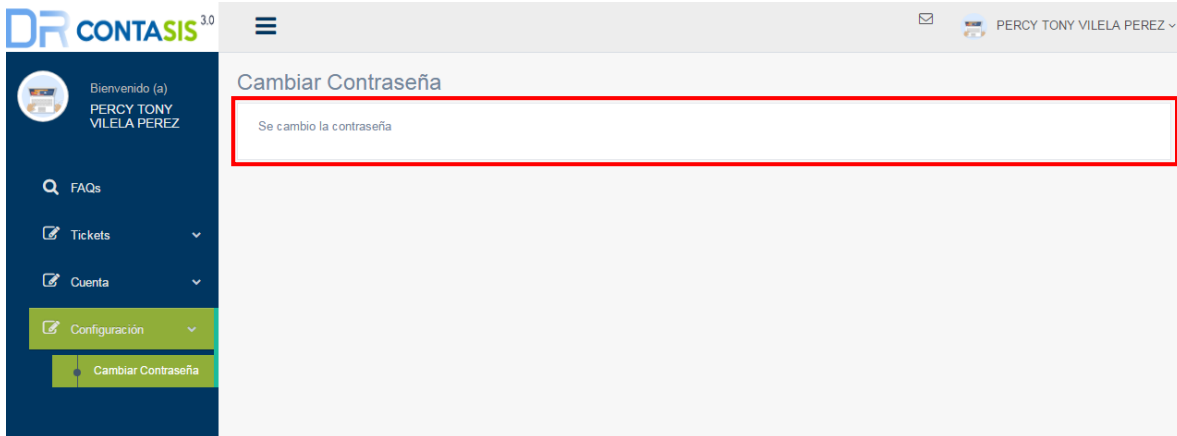 DR CONTASIS 3.0
PERCY TONY VILELA PEREZ
Bienvenido (a)
PERCY TONY
VILELA PEREZ
FAQs
Tickets
Cuenta
Configuración
Cambiar Contraseña
Cambiar Contraseña
Se cambio la contraseña